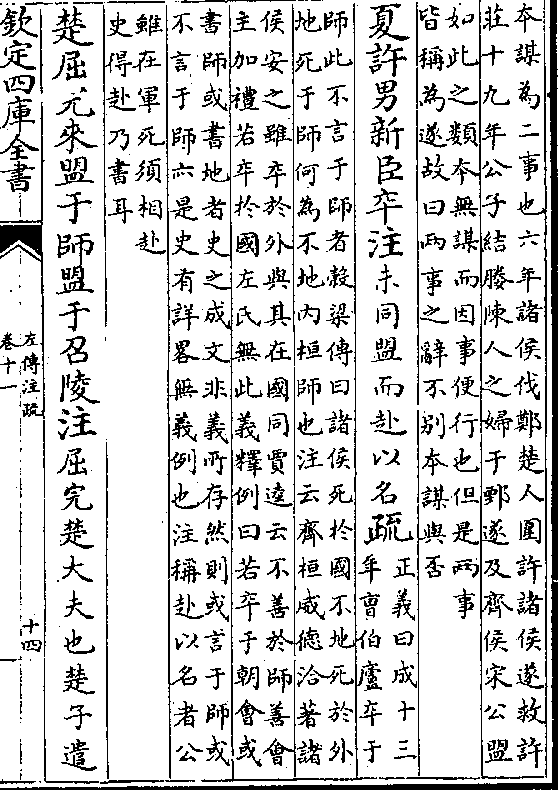 本謀為二事也六年諸侯伐鄭楚人圍許諸侯遂救許
莊十九年公子結媵陳人之婦于鄄遂及齊侯宋公盟
如此之類本無謀而因事便行也但是兩事
皆稱為遂故曰兩事之辭不別本謀與否
夏許男新臣卒注未同盟而赴以名疏
正義曰成十三
年曹伯廬卒于
師此不言于師者穀梁傳曰諸侯死於國不地死於外
地死于師何為不地内桓師也注云齊桓威德洽著諸
侯安之雖卒於外與其在國同賈逵云不善於師善會
主加禮若卒於國左氏無此義釋例曰若卒于朝會或
書師或書地者史之成文非義所存然則或言于師或
不言于師亦是史有詳畧無義例也注稱赴以名者公
雖在軍死須相赴
史得赴乃書耳
楚屈完來盟于師盟于召陵注屈完楚大夫也楚子遣
欽定四庫全書
左傳注疏
卷十一
十四